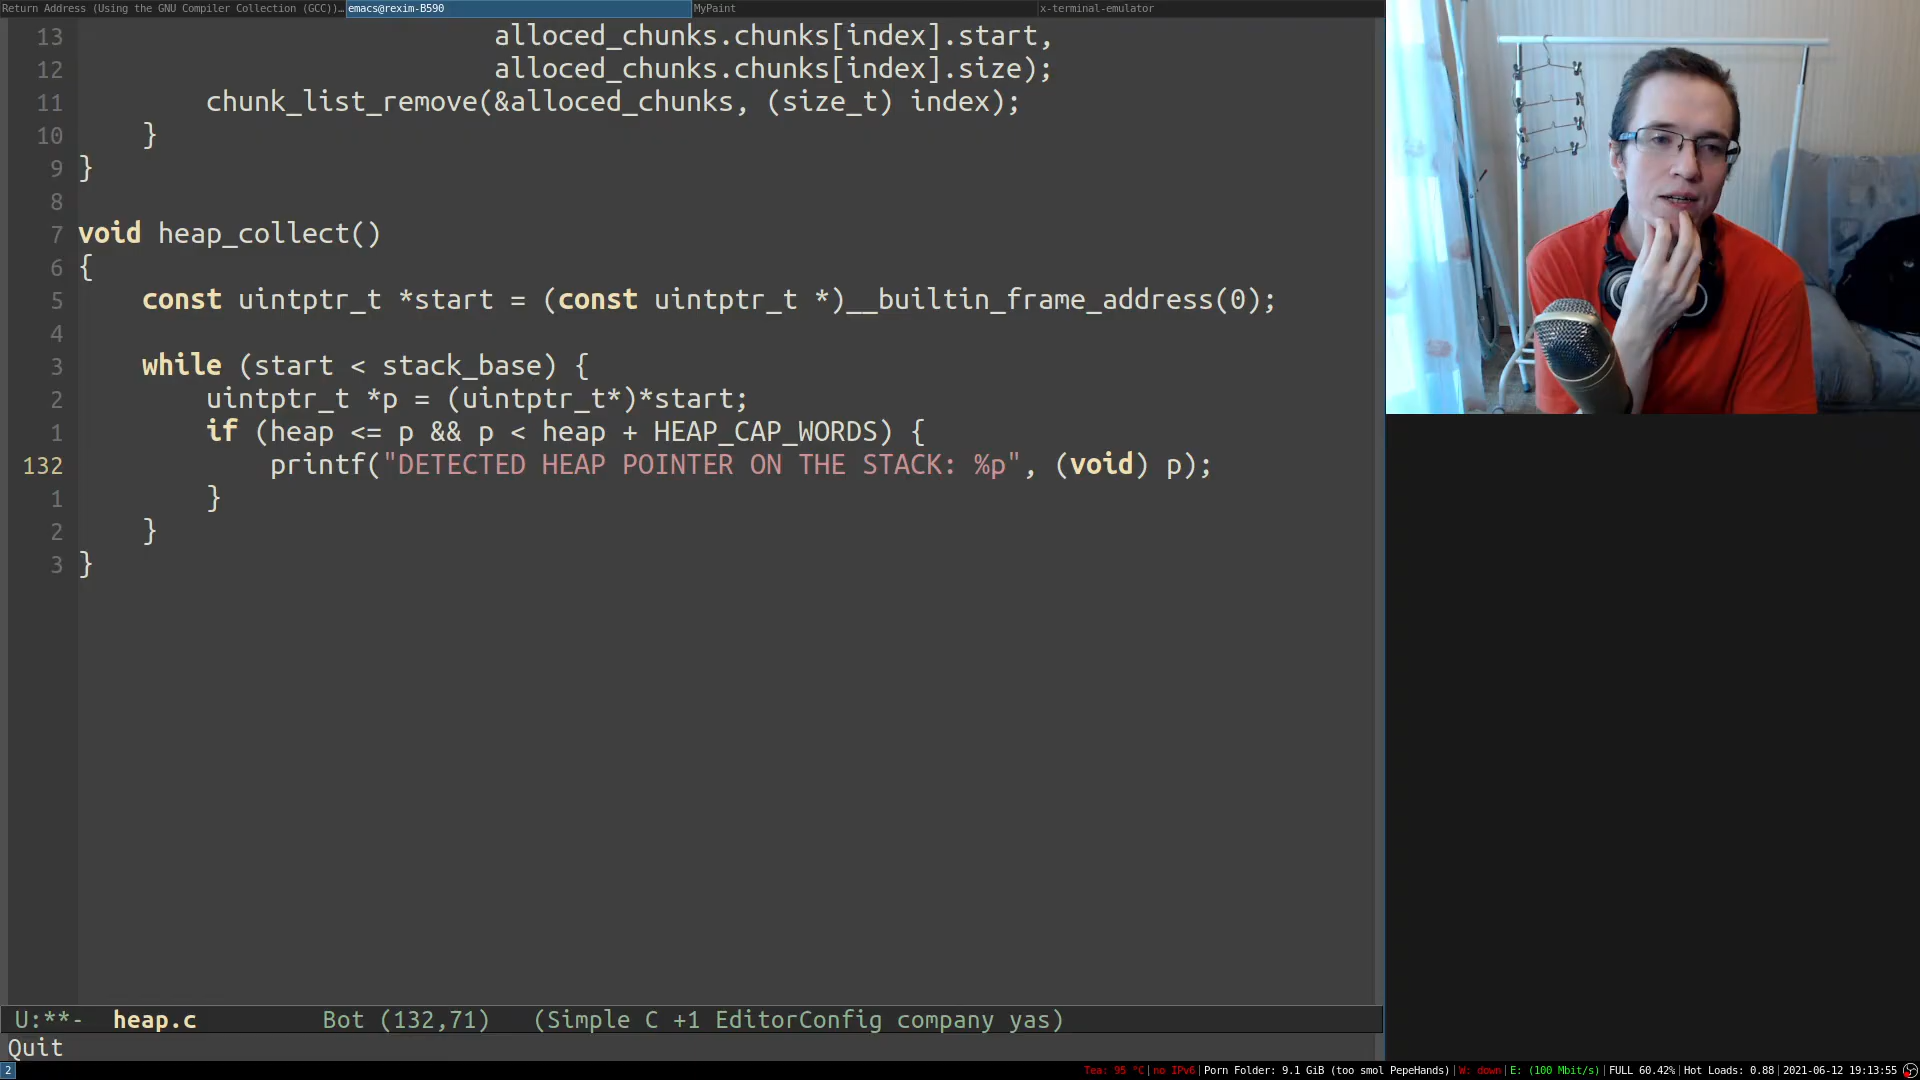 Return Address (Using the GNU Compiler Collection (GCC))… emacs@rexim-B590 MyPaint x-terminal-emulator
13 alloced_chunks.chunks[index].start,
12 alloced_chunks.chunks[index].size);
11 chunk_list_remove(&alloced_chunks, (size_t) index);
10 }
9 }
8
7 void heap_collect()
6 {
5 const uintptr_t *start = (const uintptr_t *)__builtin_frame_address(0);
4
3 while (start < stack_base) {
2 uintptr_t *p = (uintptr_t*)*start;
1 if (heap <= p && p < heap + HEAP_CAP_WORDS) {
132 printf("DETECTED HEAP POINTER ON THE STACK: %p", (void) p);
1 }
2 }
3 }
U:**- heap.c Bot (132,71) (Simple C +1 EditorConfig company yas)
Quit
2 Tea: 95 °C|no IPv6|Porn Folder: 9.1 GiB (too smol PepeHands)|W: down|E: (100 Mbit/s)|FULL 60.42%|Hot Loads: 0.88|2021-06-12 19:13:55